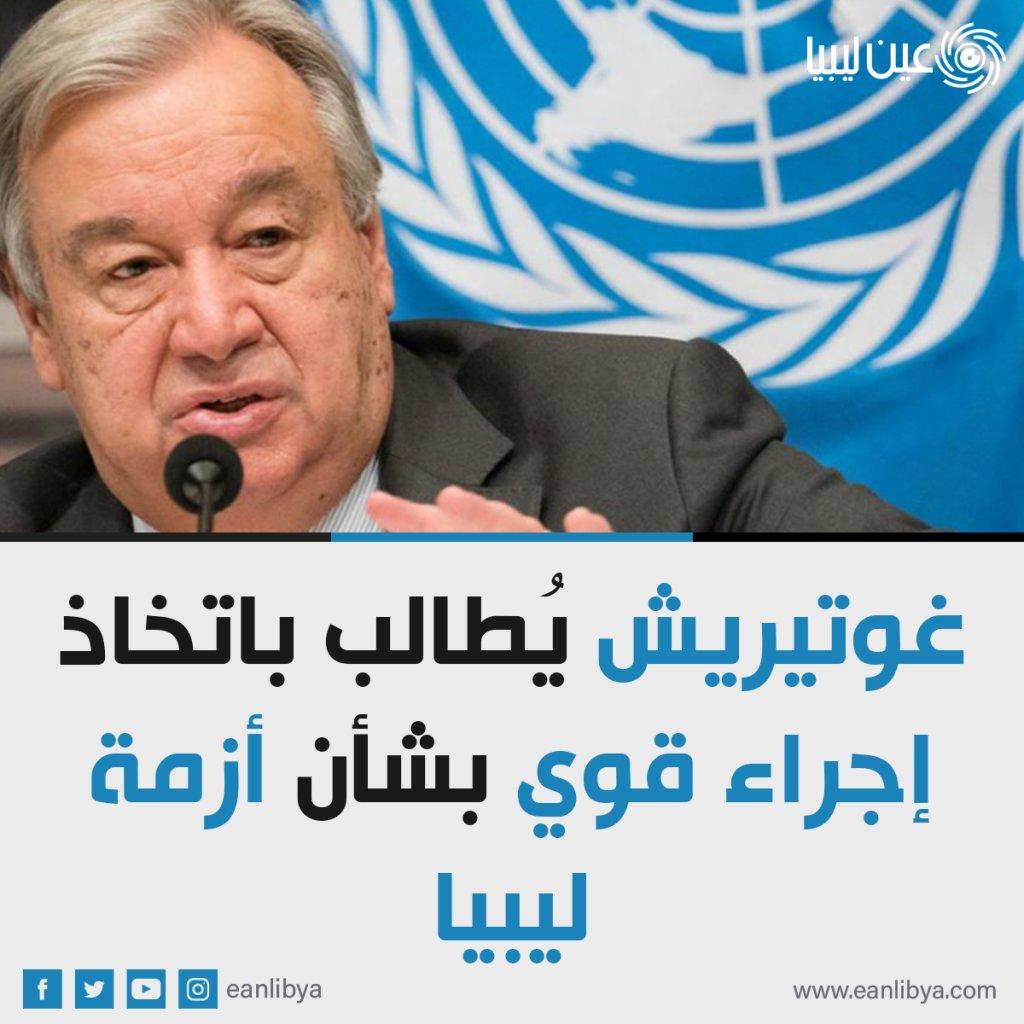 عين ليبيا
غوتيريش يُطالب باتخاذ
إجراء قوي بشأن أزمة
ليبيا
eanlibya
www.eanlibya.com